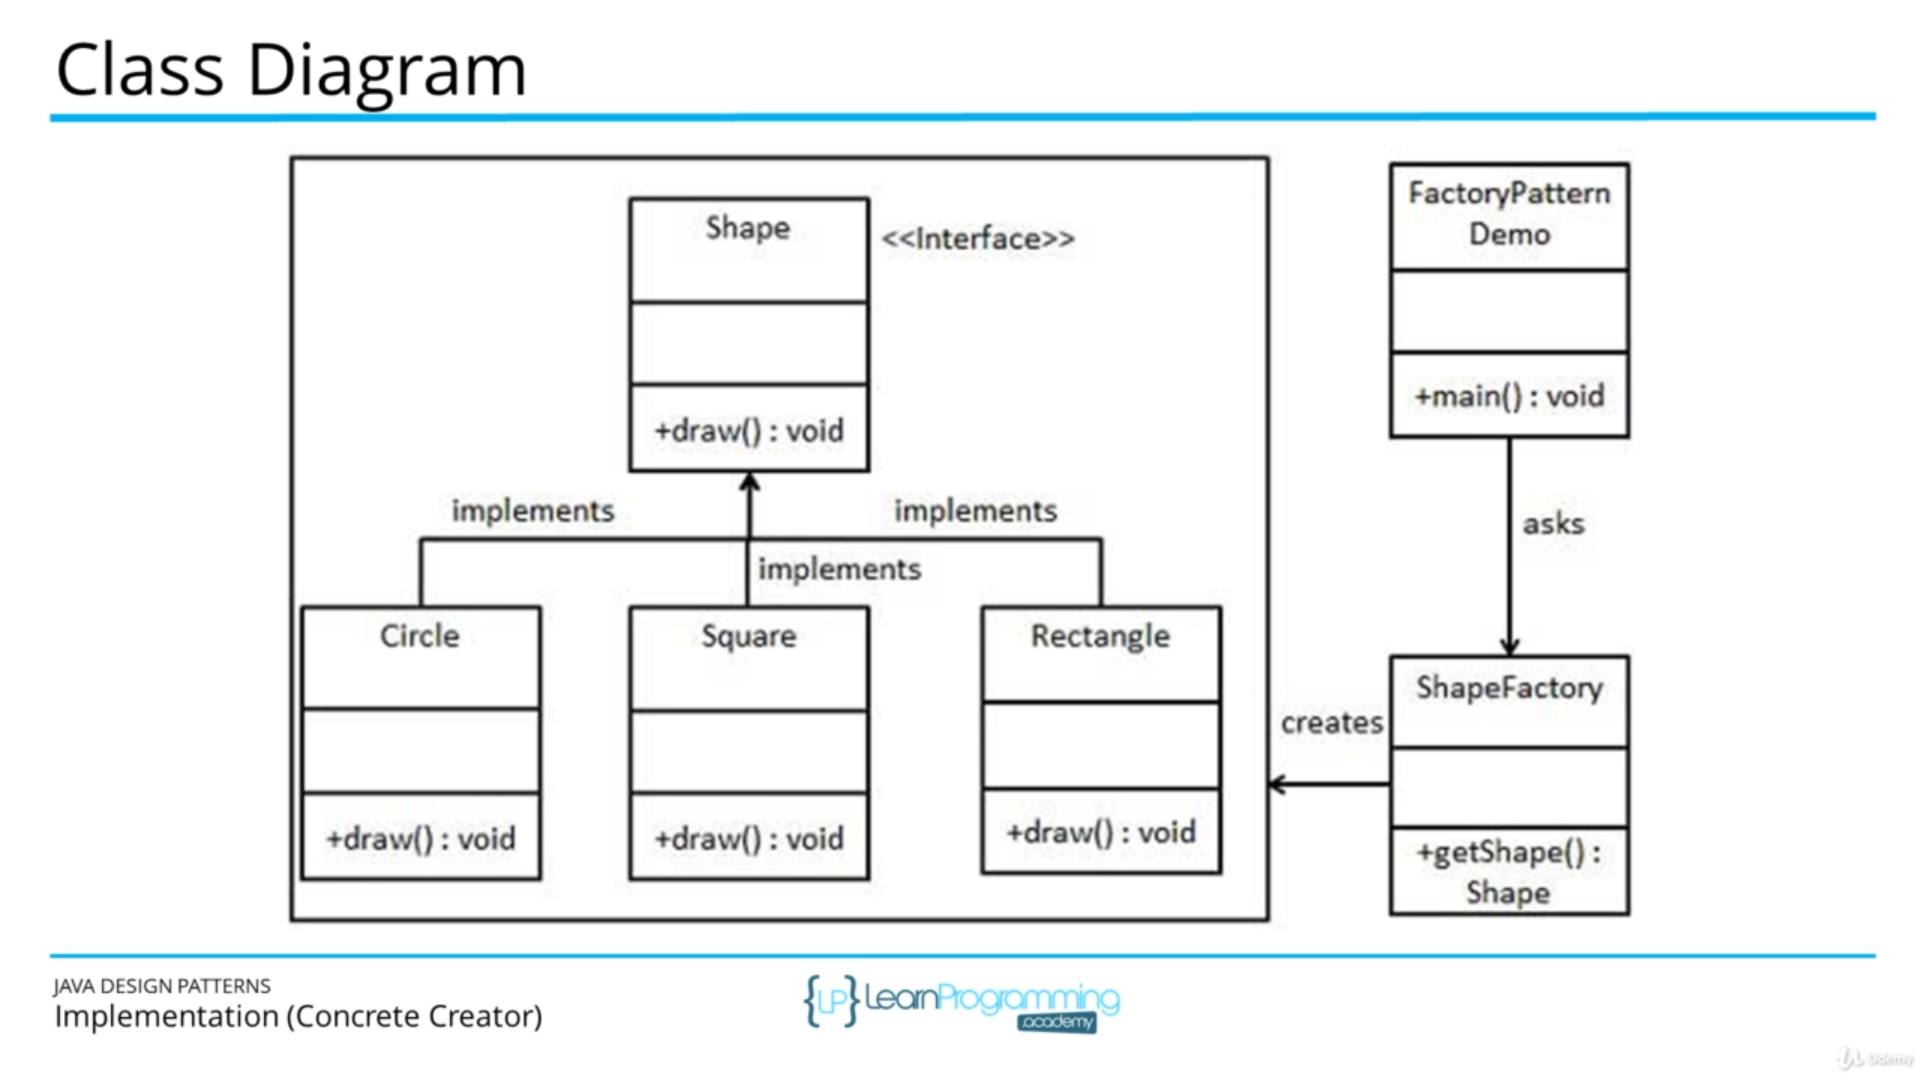 Class Diagram
Shape
<<Interface>>
+draw() : void
implements
implements
implements
Circle
+draw() : void
Square
+draw() : void
Rectangle
+draw() : void
FactoryPattern
Demo
+main() : void
asks
ShapeFactory
creates
+getShape() :
Shape
JAVA DESIGN PATTERNS
Implementation (Concrete Creator)
{LP} LearnProgramming
.academy
Udemy